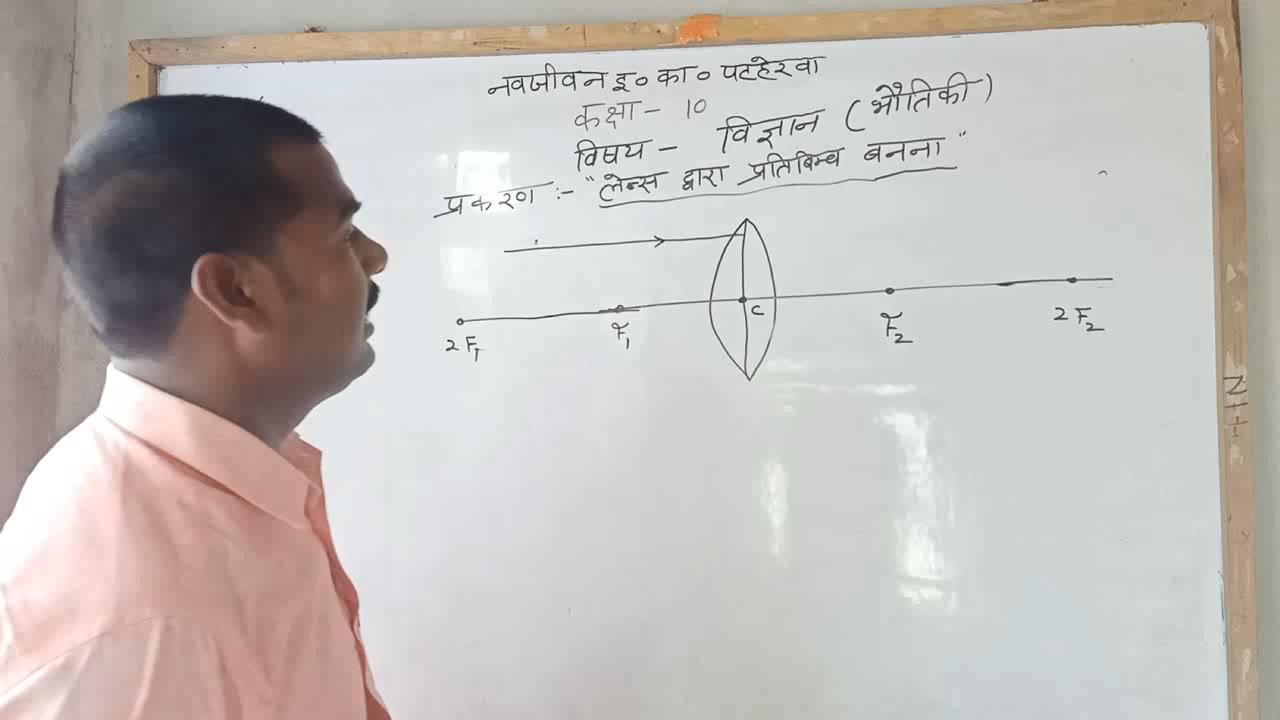 नवजीवन इ० का० पटहेरवा
कक्षा - 10
विषय - विज्ञान (भौतिकी)
प्रकरण :- "लेन्स द्वारा प्रतिबिम्ब बनना"
2F₁ F₁ C F₂ 2F₂